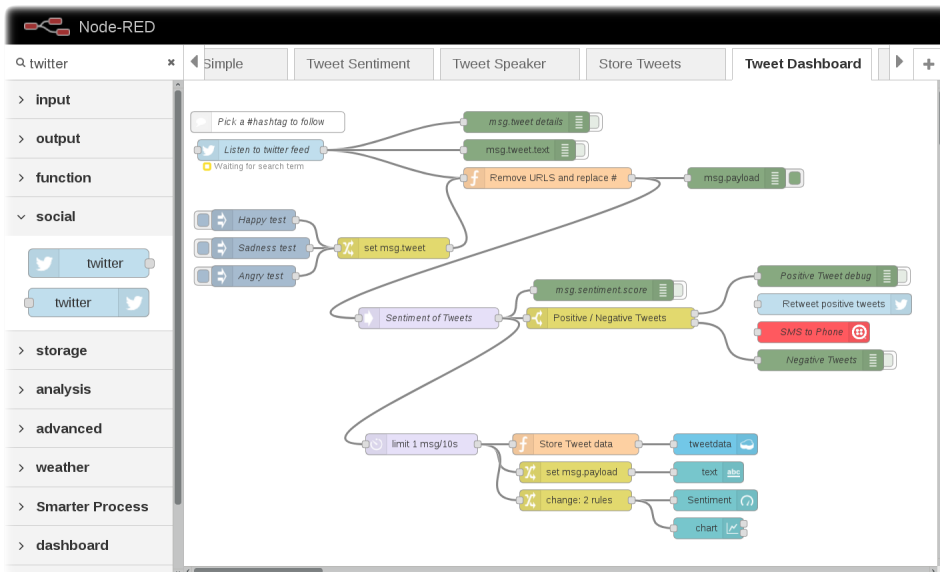 Node-RED
twitter
Simple
Tweet Sentiment
Tweet Speaker
Store Tweets
Tweet Dashboard
input
output
function
social
twitter
twitter
storage
analysis
advanced
weather
Smarter Process
dashboard
Pick a #hashtag to follow
Listen to twitter feed
Waiting for search term
msg.tweet details
msg.tweet.text
Remove URLS and replace #
msg.payload
Happy test
Sadness test
Angry test
set msg.tweet
msg.sentiment.score
Sentiment of Tweets
Positive / Negative Tweets
Positive Tweet debug
Retweet positive tweets
SMS to Phone
Negative Tweets
limit 1 msg/10s
Store Tweet data
tweetdata
set msg.payload
text
abc
change: 2 rules
Sentiment
chart